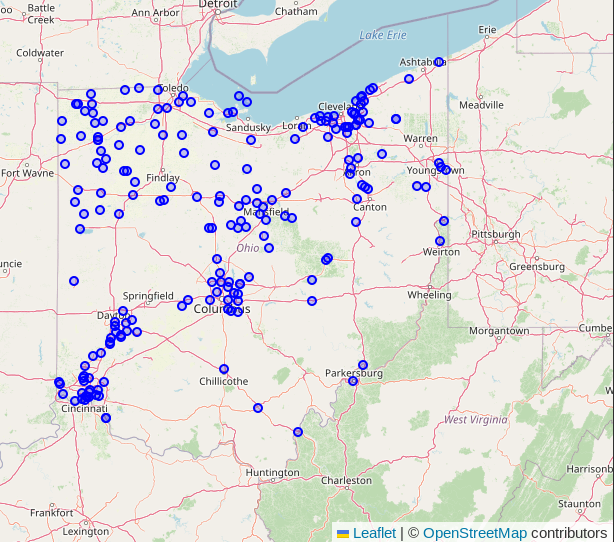 Battle
Creek
Ann Arbor
Detroit
Chatham
Lake Erie
Erie
Coldwater
Ashtabula
Toledo
Meadville
Cleveland
Sandusky
Lorain
Warren
Fort Wayne
Findlay
Akron
Youngstown
Canton
Mansfield
Pittsburgh
Ohio
Weirton
Greensburg
Muncie
Springfield
Wheeling
Columbus
Dayton
Morgantown
Chillicothe
Parkersburg
Cincinnati
West Virginia
Huntington
Charleston
Harrisonb
Staunton
Frankfort
Lexington
Leaflet | © OpenStreetMap contributors